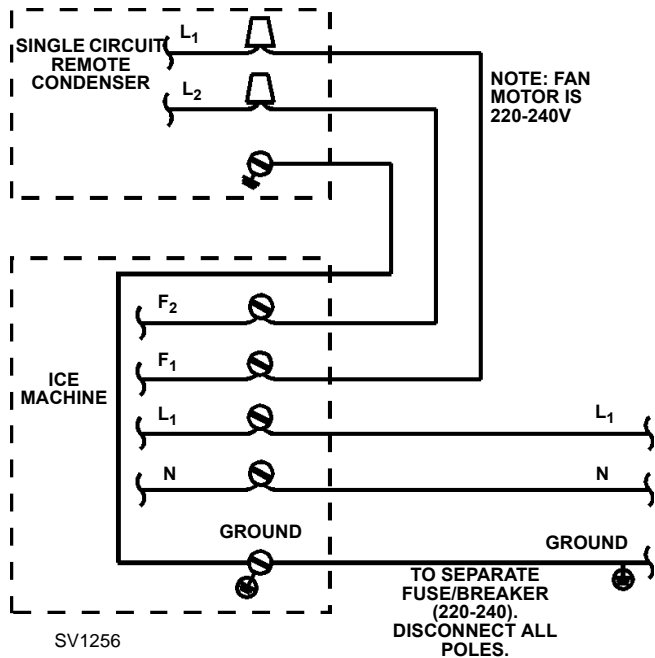 SINGLE CIRCUIT
REMOTE
CONDENSER
L₁
L₂
NOTE: FAN
MOTOR IS
220-240V
ICE
MACHINE
F₂
F₁
L₁
L₁
N
N
GROUND
GROUND
TO SEPARATE
FUSE/BREAKER
(220-240).
DISCONNECT ALL
POLES.
SV1256